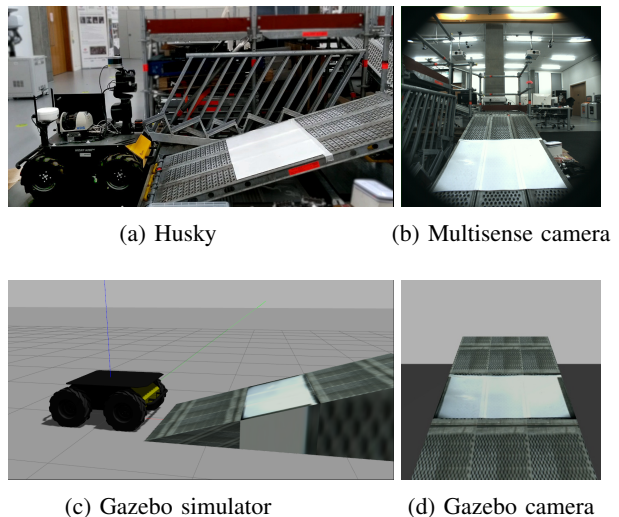 (a) Husky
(b) Multisense camera
(c) Gazebo simulator
(d) Gazebo camera